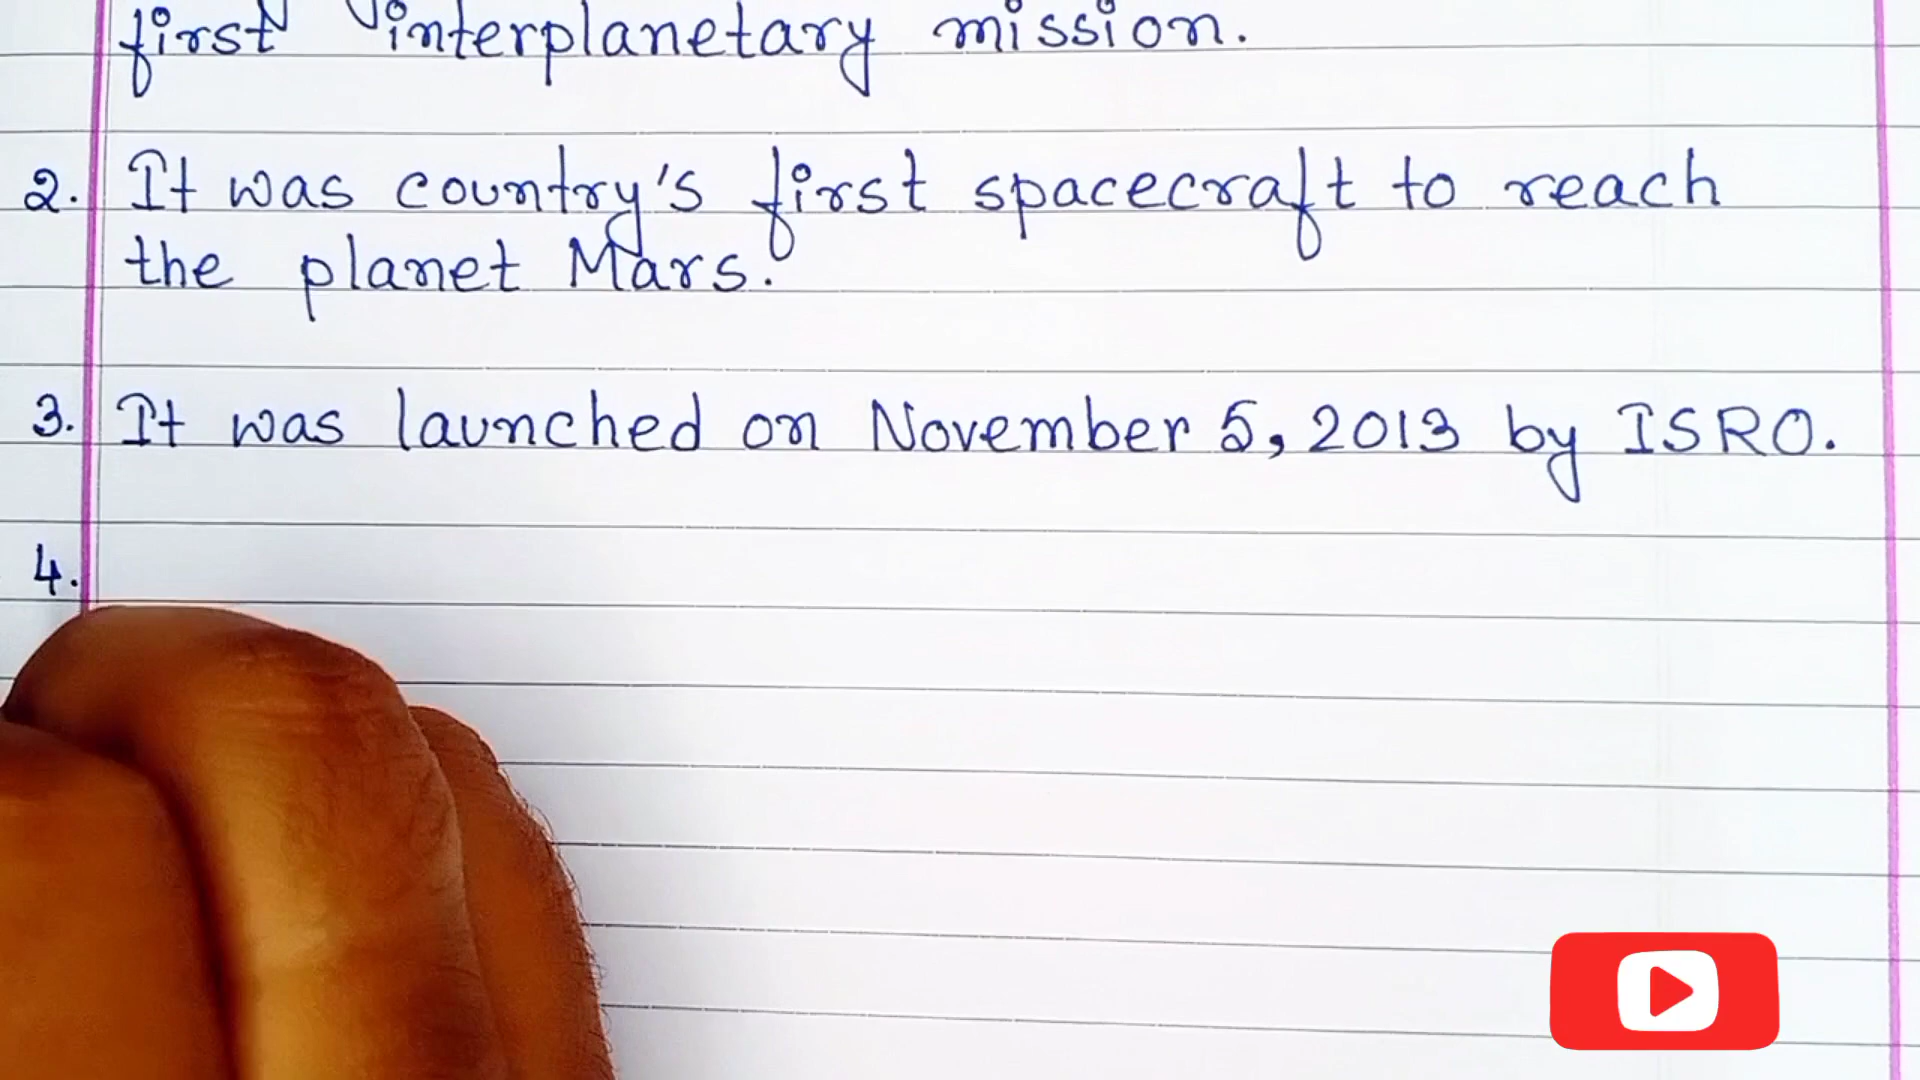 first interplanetary mission.
2. It was country's first spacecraft to reach
the planet Mars.
3. It was launched on November 5, 2013 by ISRO.
4.